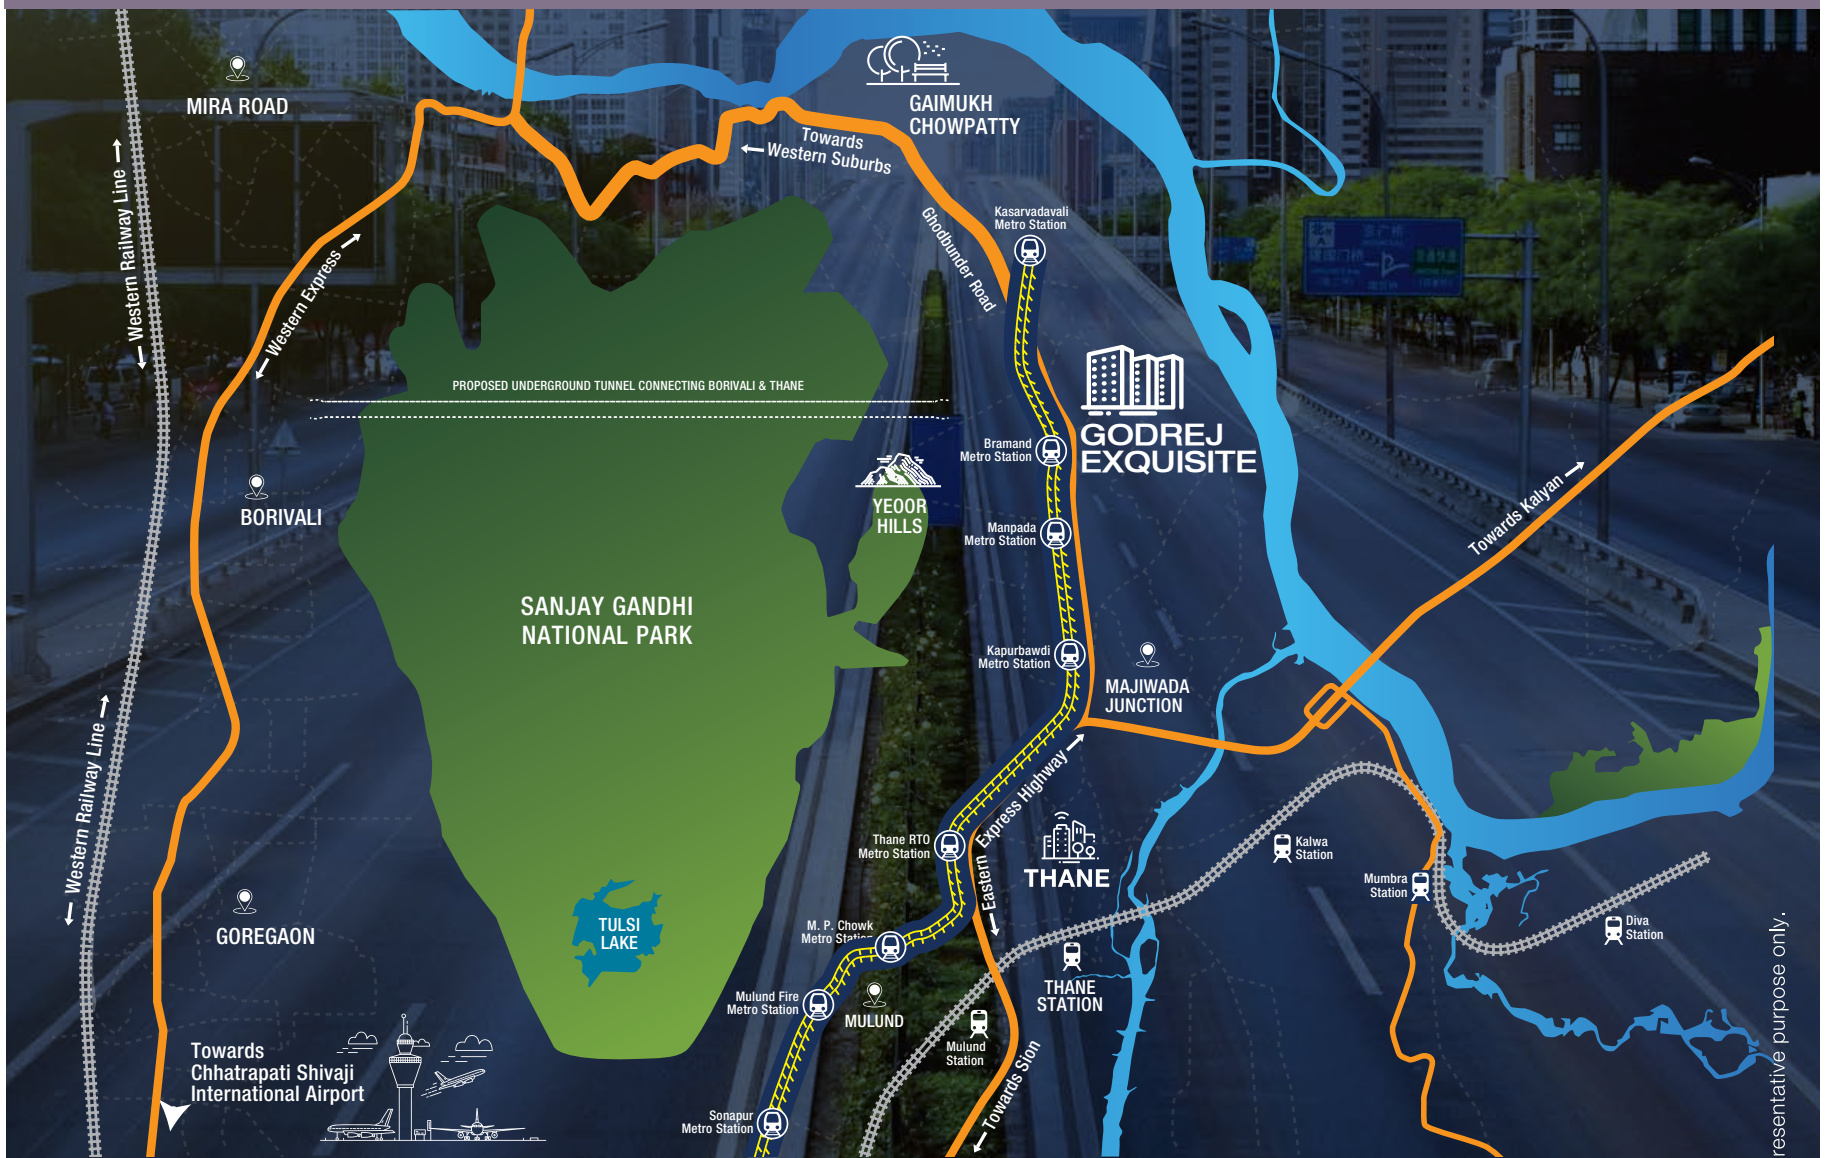 MIRA ROAD
GAIMUKH
CHOWPATTY
Towards
Western Suburbs
Western Railway Line
Western Express
Ghodbunder Road
Kasarvadavali
Metro Station
PROPOSED UNDERGROUND TUNNEL CONNECTING BORIVALI & THANE
GODREJ
EXQUISITE
Bramand
Metro Station
BORIVALI
YEOOR
HILLS
Manpada
Metro Station
Towards Kalyan
SANJAY GANDHI
NATIONAL PARK
Kapurbawdi
Metro Station
MAJIWADA
JUNCTION
Western Railway Line
Eastern Express Highway
Thane RTO
Metro Station
THANE
Kalwa
Station
Mumbra
Station
Diva
Station
GOREGAON
TULSI
LAKE
M. P. Chowk
Metro Station
THANE
STATION
Mulund Fire
Metro Station
MULUND
Mulund
Station
Towards Sion
Towards
Chhatrapati Shivaji
International Airport
Sonapur
Metro Station
resentative purpose only.